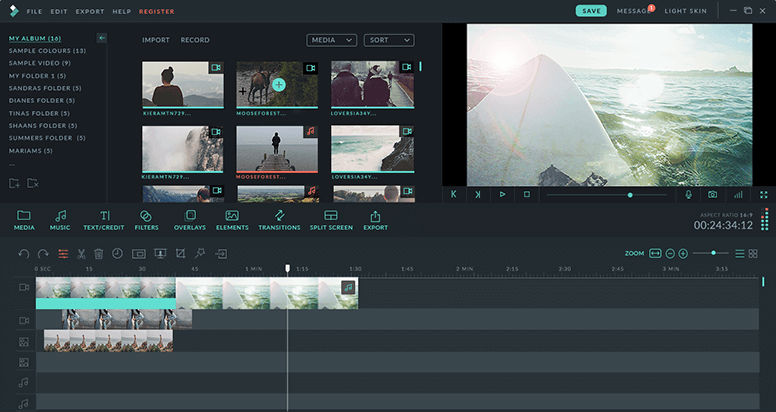 FILE EDIT EXPORT HELP REGISTER SAVE MESSAGE 1 LIGHT SKIN
MY ALBUM (16)
SAMPLE COLOURS (13)
SAMPLE VIDEO (9)
MY FOLDER 1 (5)
SANDRAS FOLDER (5)
DIANES FOLDER (5)
TINAS FOLDER (5)
SHAANS FOLDER (5)
SUMMERS FOLDER (5)
MARIAMS (5)
...
IMPORT RECORD MEDIA SORT
KIERAMTN729... MOOSEFOREST... LOVERSIA34Y...
KIERAMTN729... MOOSEFOREST... LOVERSIA34Y...
MEDIA MUSIC TEXT/CREDIT FILTERS OVERLAYS ELEMENTS TRANSITIONS SPLIT SCREEN EXPORT
ASPECT RATIO 16:9
00:24:34:12
ZOOM
0 SEC 15 30 45 1 MIN 1:15 1:30 1:45 2 MIN 2:15 2:30 2:45 3 MIN 3:15